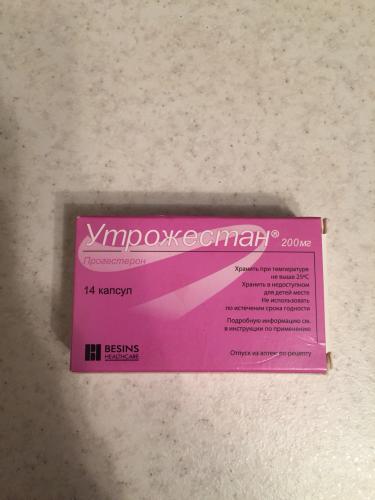 Утрожестан® 200мг
Прогестерон
14 капсул
Хранить при температуре
не выше 25ºC
Хранить в недоступном
для детей месте
Не использовать
по истечении срока годности
Подробную информацию см.
в инструкции по применению
BESINS
HEALTHCARE
Отпуск из аптек по рецепту